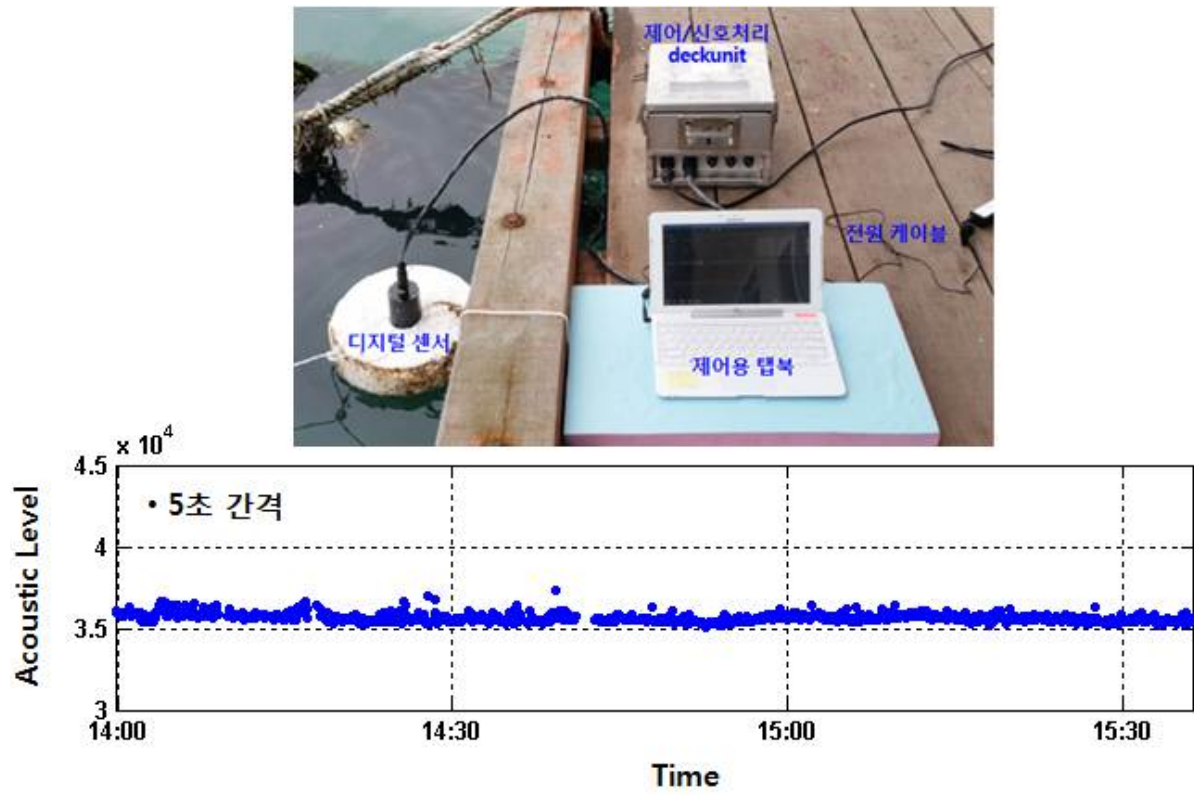 제어/신호처리
deckunit
전원 케이블
디지털 센서
제어용 탭북
x 10⁴
4.5
• 5초 간격
4
3.5
3
Acoustic Level
14:00
14:30
15:00
15:30
Time